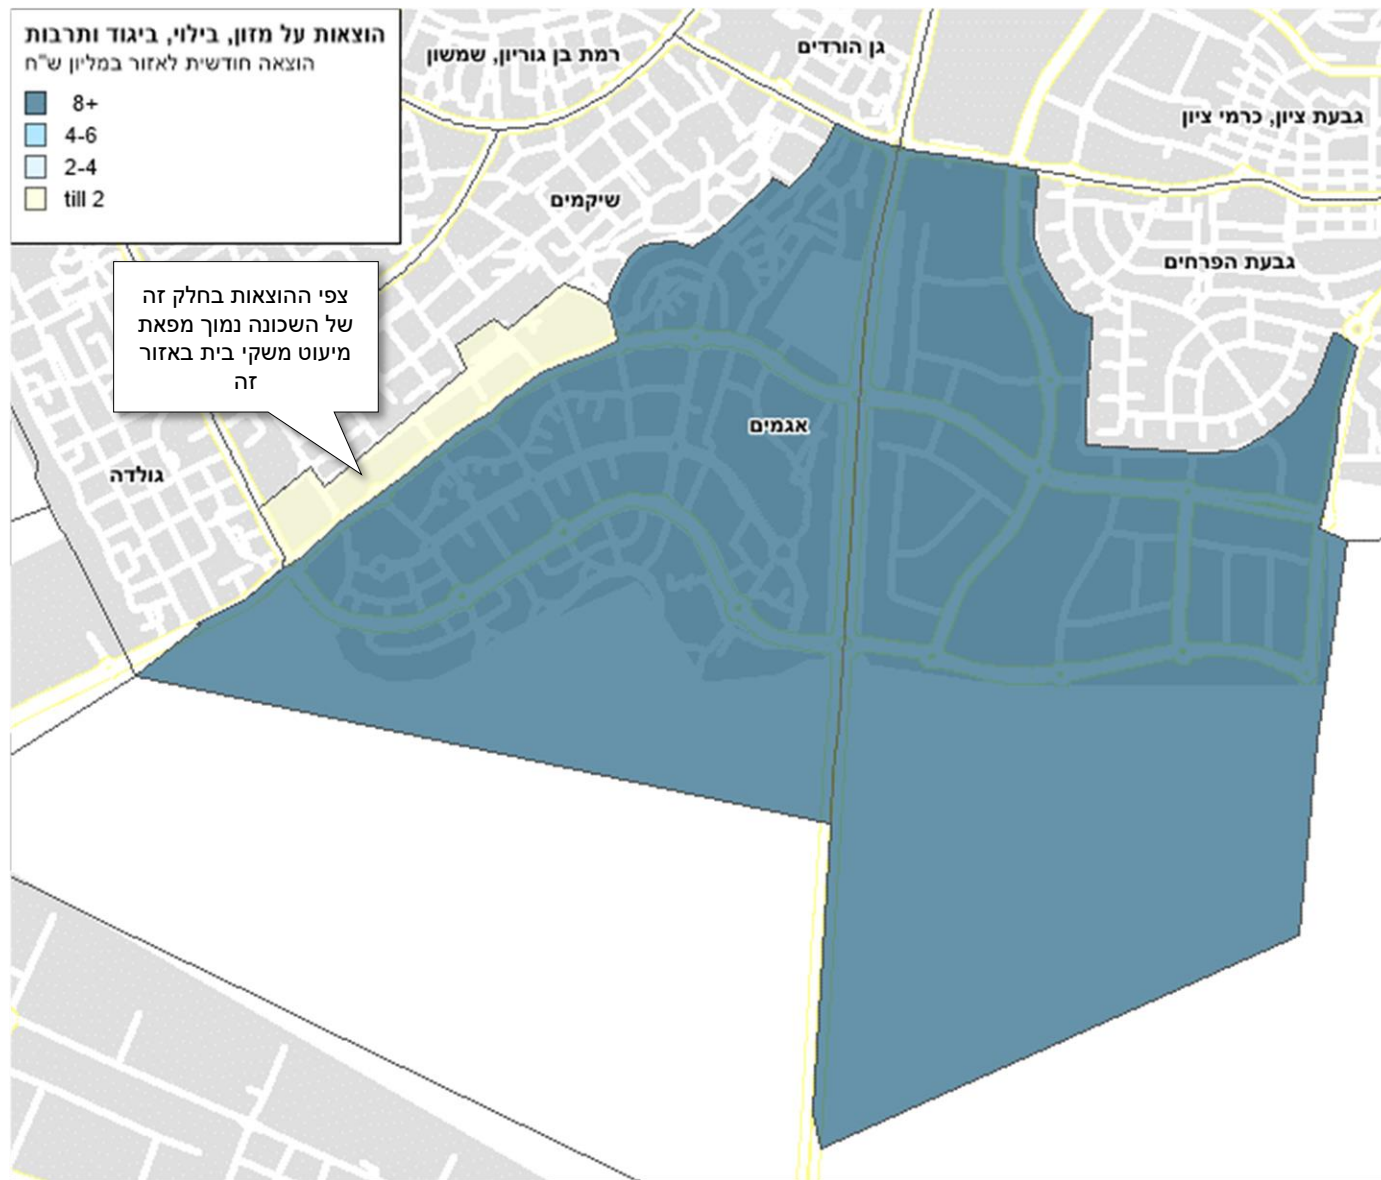 הוצאות על מזון, בילוי, ביגוד ותרבות
הוצאה חודשית לאזור במליון ש"ח
8+
4-6
2-4
till 2
רמת בן גוריון, שמשון
גן הורדים
גבעת ציון, כרמי ציון
שיקמים
גבעת הפרחים
צפי ההוצאות בחלק זה
של השכונה נמוך מפאת
מיעוט משקי בית באזור
זה
אגמים
גולדה